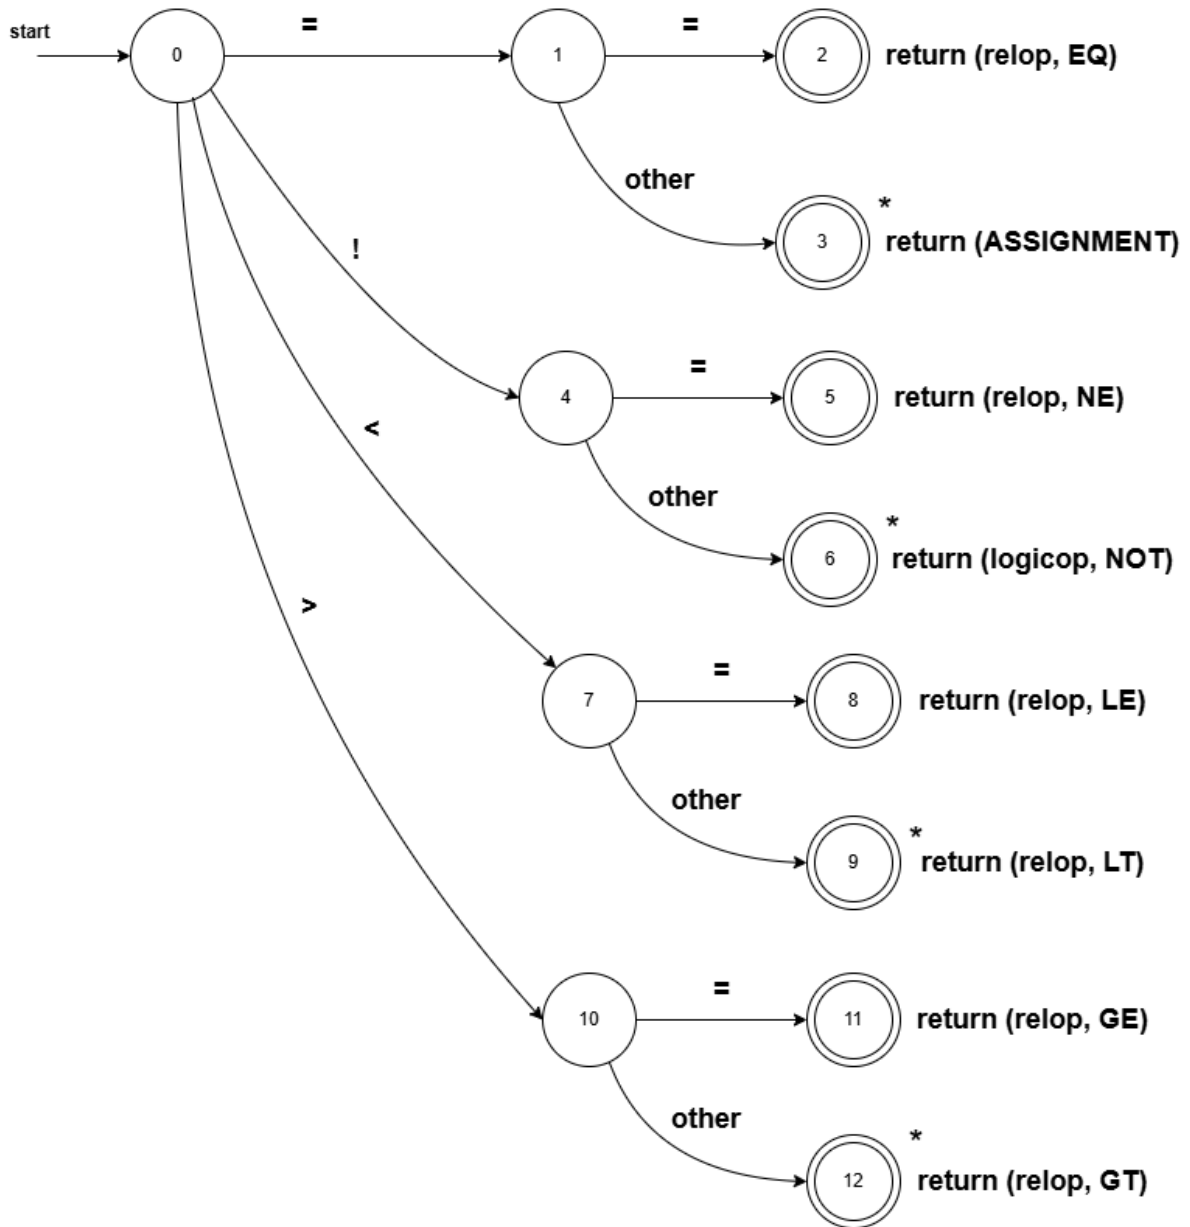 start
0
=
1
=
2
return (relop, EQ)
other
*
3
return (ASSIGNMENT)
!
4
=
5
return (relop, NE)
<
other
*
6
return (logicop, NOT)
>
7
=
8
return (relop, LE)
other
*
9
return (relop, LT)
10
=
11
return (relop, GE)
other
*
12
return (relop, GT)